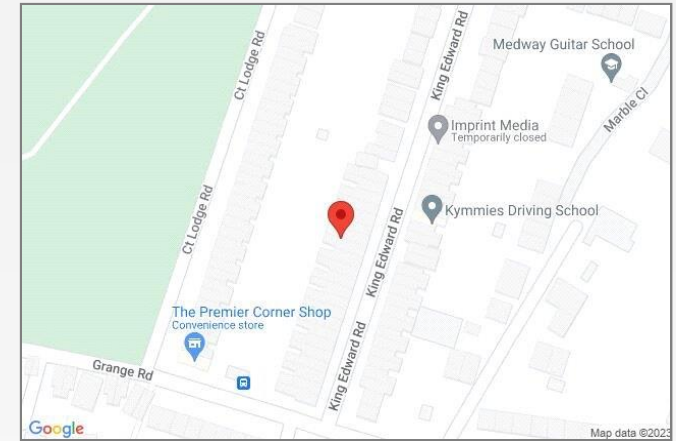 Ct Lodge Rd
King Edward Rd
Medway Guitar School
Marble Cl
Imprint Media
Temporarily closed
Ct Lodge Rd
King Edward Rd
Kymmies Driving School
The Premier Corner Shop
Convenience store
King Edward Rd
Grange Rd
Google
Map data ©2023